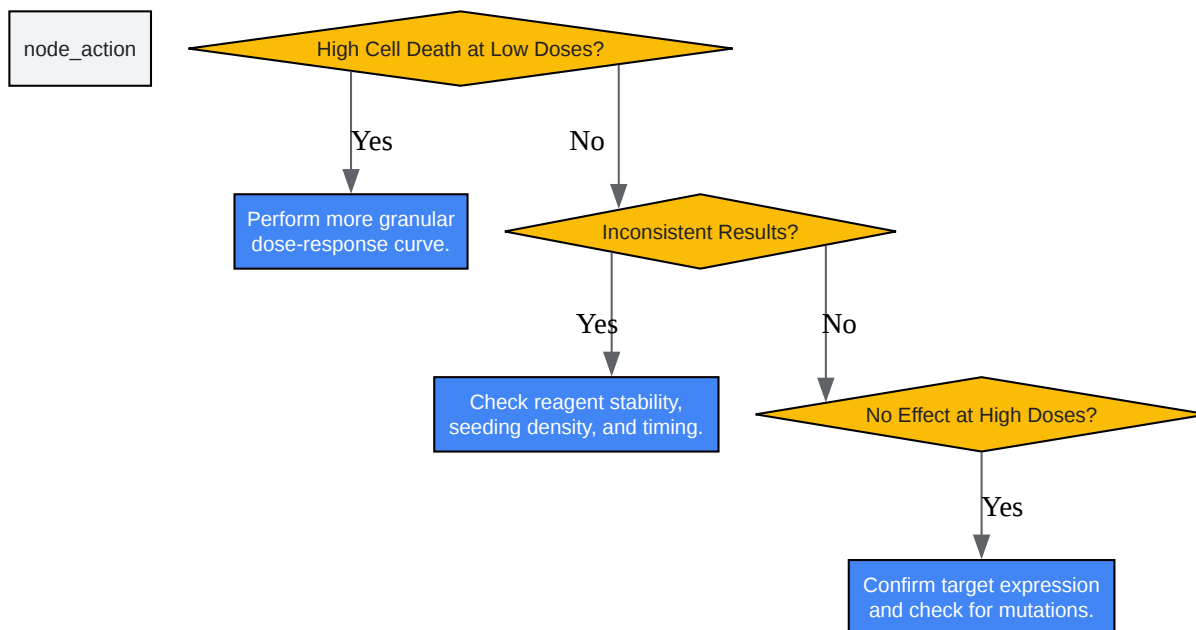 node_action
High Cell Death at Low Doses?
Yes
No
Perform more granular
dose-response curve.
Inconsistent Results?
Yes
No
Check reagent stability,
seeding density, and timing.
No Effect at High Doses?
Yes
Confirm target expression
and check for mutations.